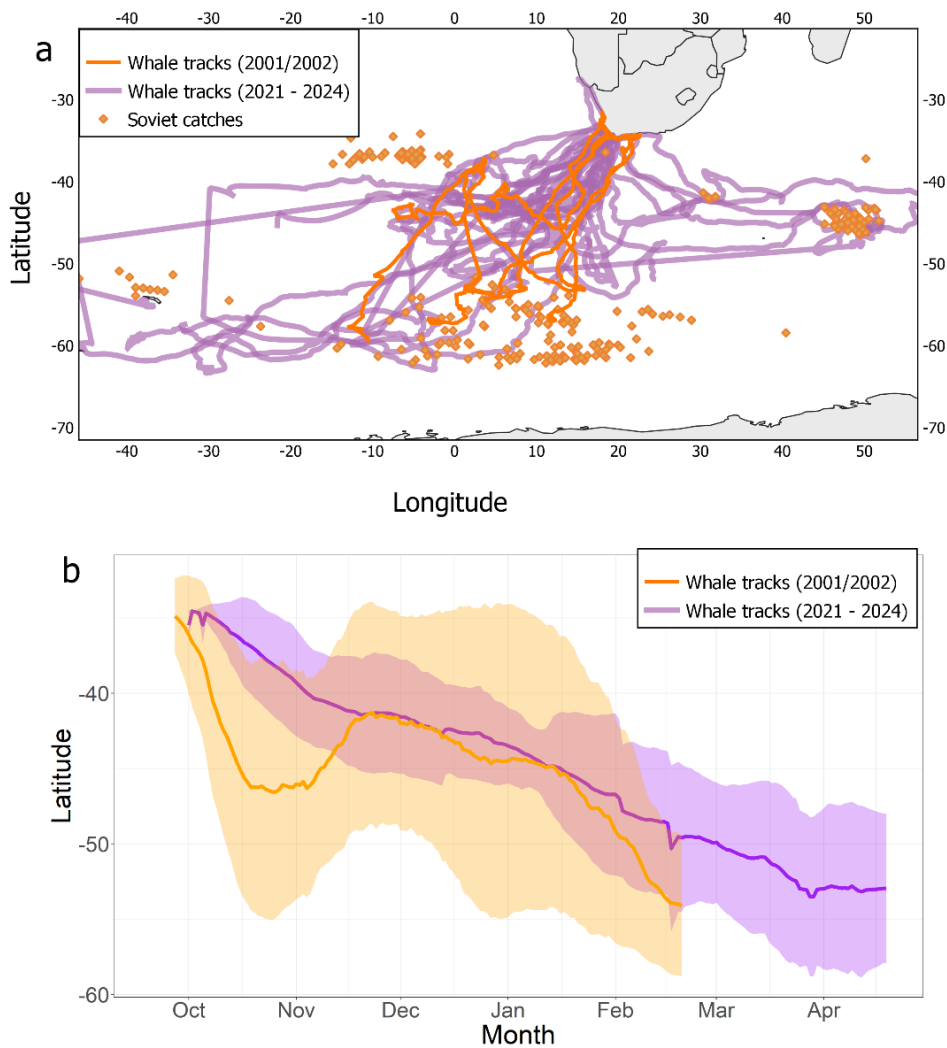 -40 -30 -20 -10 0 10 20 30 40 50
a
Whale tracks (2001/2002)
Whale tracks (2021 - 2024)
Soviet catches
-30 -30
-40 -40
-50 -50
-60 -60
-70 -70
Latitude
-40 -30 -20 -10 0 10 20 30 40 50
Longitude
b
Whale tracks (2001/2002)
Whale tracks (2021 - 2024)
-40
-50
-60
Latitude
Oct Nov Dec Jan Feb Mar Apr
Month